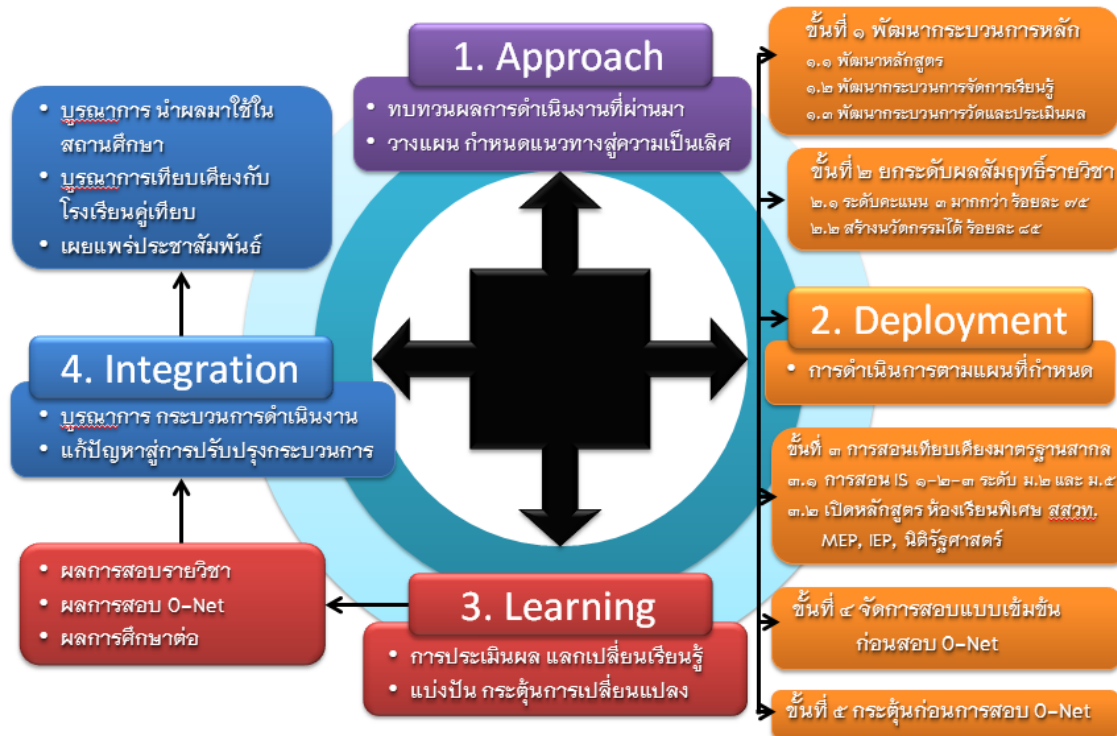 1. Approach
• ทบทวนผลการดำเนินงานที่ผ่านมา
• วางแผน กำหนดแนวทางสู่ความเป็นเลิศ
ขั้นที่ ๑ พัฒนากระบวนการหลัก
๑.๑ พัฒนาหลักสูตร
๑.๒ พัฒนากระบวนการจัดการเรียนรู้
๑.๓ พัฒนากระบวนการวัดและประเมินผล
ขั้นที่ ๒ ยกระดับผลสัมฤทธิ์รายวิชา
๒.๑ ระดับคะแนน ๓ มากกว่า ร้อยละ ๗๕
๒.๒ สร้างนวัตกรรมได้ ร้อยละ ๘๕
2. Deployment
• การดำเนินการตามแผนที่กำหนด
ขั้นที่ ๓ การสอนเทียบเคียงมาตรฐานสากล
๓.๑ การสอน IS ๑-๒-๓ ระดับ ม.๒ และ ม.๕
๓.๒ เปิดหลักสูตร ห้องเรียนพิเศษ สสวท.
MEP, IEP, นิติรัฐศาสตร์
ขั้นที่ ๔ จัดการสอบแบบเข้มข้น
ก่อนสอบ O-Net
ขั้นที่ ๕ กระตุ้นก่อนการสอบ O-Net
3. Learning
• การประเมินผล แลกเปลี่ยนเรียนรู้
• แบ่งปัน กระตุ้นการเปลี่ยนแปลง
• ผลการสอบรายวิชา
• ผลการสอบ O-Net
• ผลการศึกษาต่อ
4. Integration
• บูรณาการ กระบวนการดำเนินงาน
• แก้ปัญหาสู่การปรับปรุงกระบวนการ
• บูรณาการ นำผลมาใช้ใน
สถานศึกษา
• บูรณาการเทียบเคียงกับ
โรงเรียนคู่เทียบ
• เผยแพร่ประชาสัมพันธ์